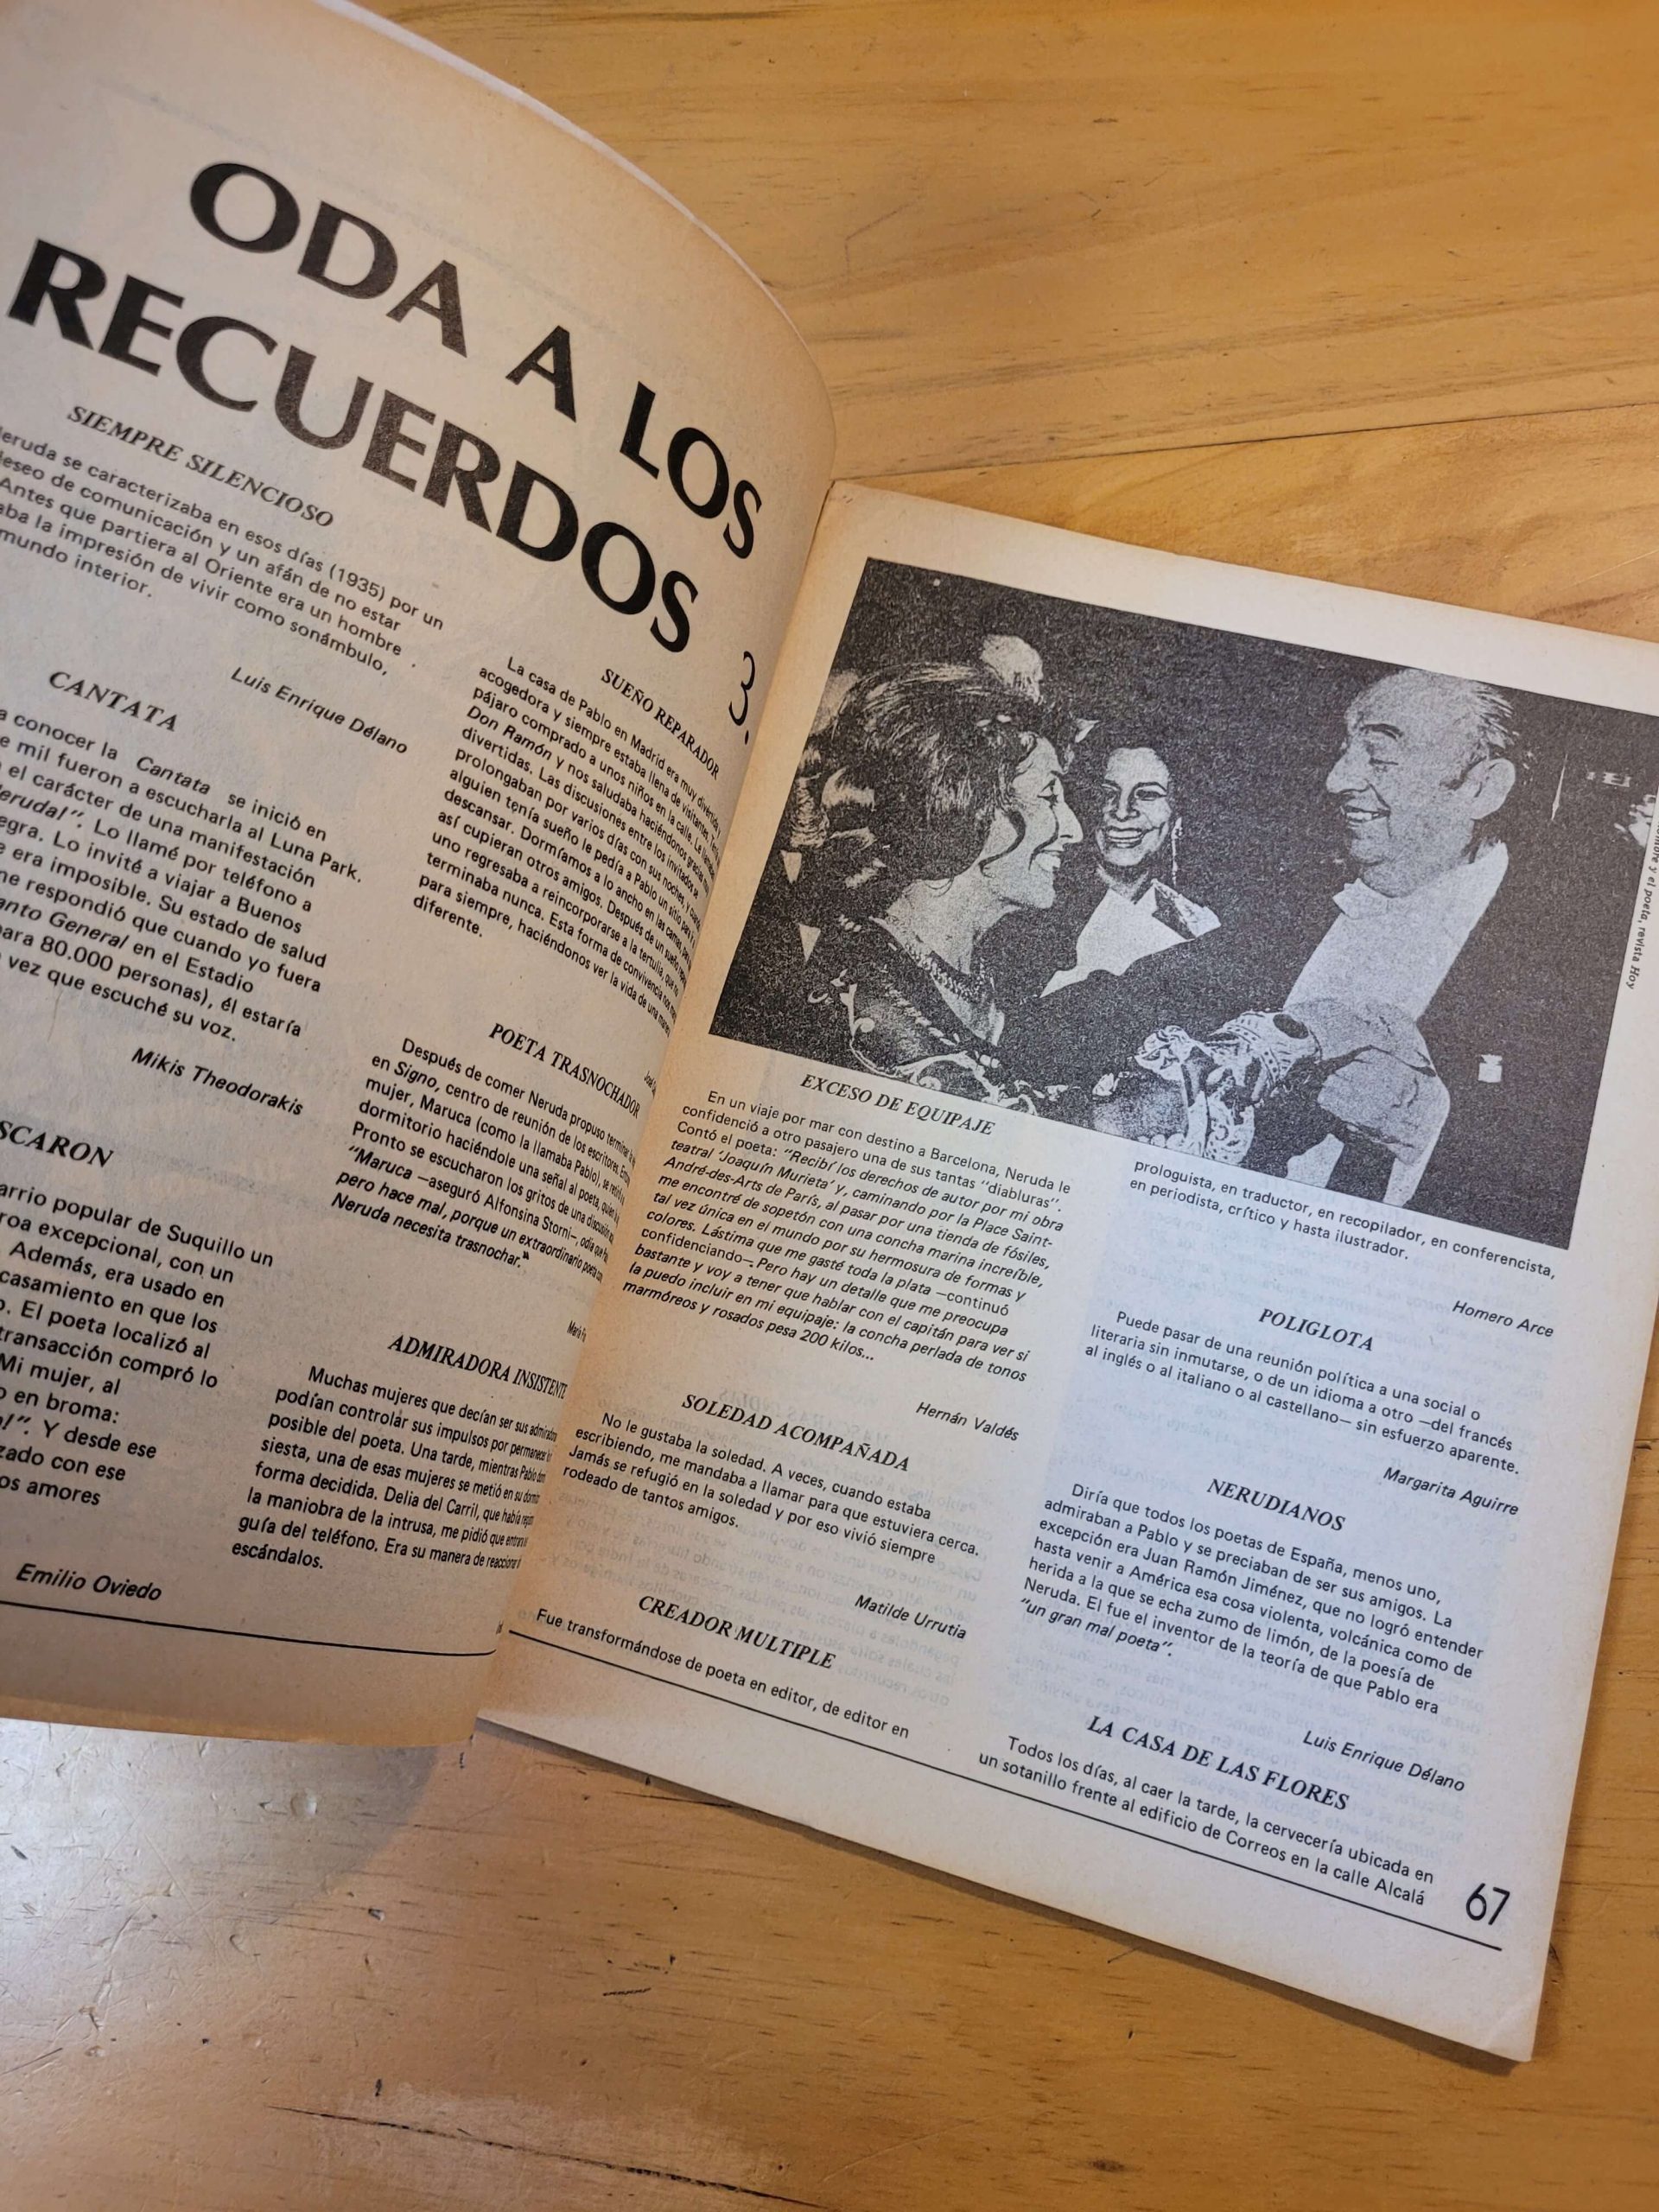 ODA A LOS
RECUERDOS
SIEMPRE SILENCIOSO
se caracterizaba en esos días (1935) por un
de comunicación y un afán de no estar
Antes que partiera al Oriente era un hombre
la impresión de vivir como sonámbulo,
mundo interior.
Luis Enrique Délano
CANTATA
conocer la Cantata se inició en
mil fueron a escucharla al Luna Park.
el carácter de una manifestación
Lo llamé por teléfono a
Lo invité a viajar a Buenos
era imposible. Su estado de salud
me respondió que cuando yo fuera
General en el Estadio
para 80.000 personas), él estaría
vez que escuché su voz.
Mikis Theodorakis
popular de Suquillo un
excepcional, con un
Además, era usado en
casamiento en que los
El poeta localizó al
transacción compró lo
Mi mujer, al
en broma:
Y desde ese
con ese
amores
Emilio Oviedo
SUEÑO REPARADOR
La casa de Pablo en Madrid era muy
acogedora y siempre estaba llena de visitantes.
pájaro comprado a unos niños en la calle. Le
Don Ramón y nos saludaba haciéndonos
divertidas. Las discusiones entre los invitados se
prolongaban por varios días con sus noches, y
alguien tenía sueño le pedía a Pablo un sitio para
descansar. Dormíamos a lo ancho en las camas,
así cupieran otros amigos. Después de un sueño
uno regresaba a reincorporarse a la tertulia, que no
terminaba nunca. Esta forma de convivencia nos
para siempre, haciéndonos ver la vida de una
diferente.
POETA TRASNOCHADOR
Después de comer Neruda propuso terminar
en Signo, centro de reunión de los escritores.
mujer, Maruca (como la llamaba Pablo), se
dormitorio haciéndole una señal al poeta,
Pronto se escucharon los gritos de una discusión
"Maruca —aseguró Alfonsina Storni—, odia
pero hace mal, porque un extraordinario poeta
Neruda necesita trasnochar."
ADMIRADORA INSISTENTE
Muchas mujeres que decían ser sus
podían controlar sus impulsos por permanecer
posible del poeta. Una tarde, mientras Pablo
siesta, una de esas mujeres se metió en su
forma decidida. Delia del Carril, que había
la maniobra de la intrusa, me pidió que
guía del teléfono. Era su manera de
escándalos.
y el poeta, revista Hoy
EXCESO DE EQUIPAJE
En un viaje por mar con destino a Barcelona, Neruda le
confidenció a otro pasajero una de sus tantas "diabluras".
Contó el poeta: "Recibí los derechos de autor por mi obra
teatral 'Joaquín Murieta' y, caminando por la Place Saint-
André-des-Arts de París, al pasar por una tienda de fósiles,
me encontré de sopetón con una concha marina increíble,
tal vez única en el mundo por su hermosura de formas y
colores. Lástima que me gasté toda la plata —continuó
confidenciando—. Pero hay un detalle que me preocupa
bastante y voy a tener que hablar con el capitán para ver si
la puedo incluir en mi equipaje: la concha perlada de tonos
marmóreos y rosados pesa 200 kilos...
Hernán Valdés
SOLEDAD ACOMPAÑADA
No le gustaba la soledad. A veces, cuando estaba
escribiendo, me mandaba a llamar para que estuviera cerca.
Jamás se refugió en la soledad y por eso vivió siempre
rodeado de tantos amigos.
Matilde Urrutia
CREADOR MULTIPLE
Fue transformándose de poeta en editor, de editor en
prologuista, en traductor, en recopilador, en conferencista,
en periodista, crítico y hasta ilustrador.
Homero Arce
POLIGLOTA
Puede pasar de una reunión política a una social o
literaria sin inmutarse, o de un idioma a otro —del francés
al inglés o al italiano o al castellano— sin esfuerzo aparente.
Margarita Aguirre
NERUDIANOS
Diría que todos los poetas de España, menos uno,
admiraban a Pablo y se preciaban de ser sus amigos. La
excepción era Juan Ramón Jiménez, que no logró entender
hasta venir a América esa cosa violenta, volcánica como de
herida a la que se echa zumo de limón, de la poesía de
Neruda. El fue el inventor de la teoría de que Pablo era
"un gran mal poeta".
Luis Enrique Délano
LA CASA DE LAS FLORES
Todos los días, al caer la tarde, la cervecería ubicada en
un sotanillo frente al edificio de Correos en la calle Alcalá
67